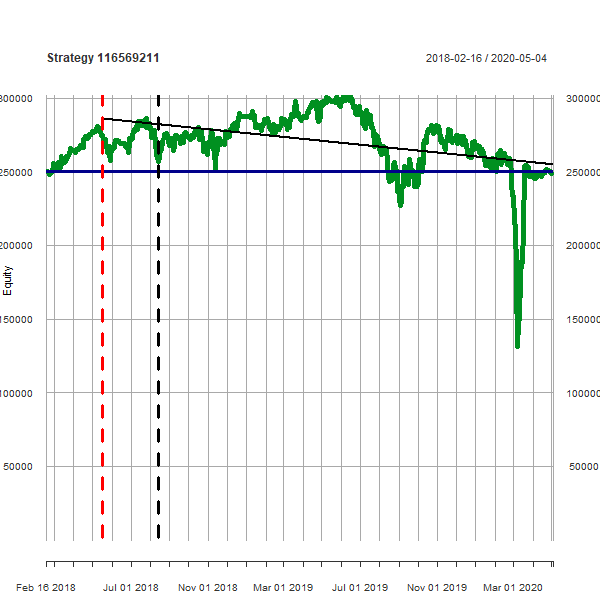 Strategy 116569211 2018-02-16 / 2020-05-04
300000 300000
250000 250000
200000 200000
150000 150000
100000 100000
50000 50000
Equity
Feb 16 2018 Jul 01 2018 Nov 01 2018 Mar 01 2019 Jul 01 2019 Nov 01 2019 Mar 01 2020